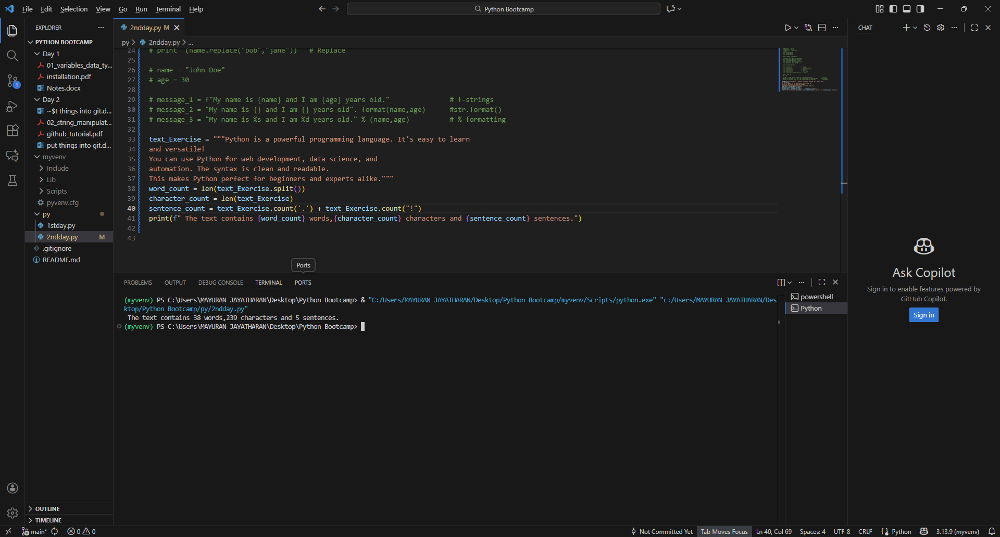 File Edit Selection View Go Run Terminal Help
Python Bootcamp
EXPLORER
PYTHON BOOTCAMP
Day 1
01_variables_data_ty...
installation.pdf
Notes.docx
Day 2
~$t things into git.d...
02_string_manipulat...
github_tutorial.pdf
put things into git.d...
myvenv
Include
Lib
Scripts
pyvenv.cfg
py
1stday.py
2ndday.py M
.gitignore
README.md
OUTLINE
TIMELINE
1
2ndday.py M
py > 2ndday.py > ...
24 # print  (name.replace("bob","jane"))   # Replace
25
26 # name = "John Doe"
27 # age = 30
28
29 # message_1 = f"My name is {name} and I am {age} years old."               # f-strings
30 # message_2 = "My name is {} and I am {} years old". format(name,age)      #str.format()
31 # message_3 = "My name is %s and I am %d years old." % (name,age)          # %-formatting
32
33 text_Exercise = """Python is a powerful programming language. It's easy to learn
34 and versatile!
35 You can use Python for web development, data science, and
36 automation. The syntax is clean and readable.
37 This makes Python perfect for beginners and experts alike."""
38 word_count = len(text_Exercise.split())
39 character_count = len(text_Exercise)
40 sentence_count = text_Exercise.count('.') + text_Exercise.count("!")
41 print(f" The text contains {word_count} words,{character_count} characters and {sentence_count} sentences.")
42
43
Ports
PROBLEMS OUTPUT DEBUG CONSOLE TERMINAL PORTS
(myvenv) PS C:\Users\MAYURAN JAYATHARAN\Desktop\Python Bootcamp> & "C:/Users/MAYURAN JAYATHARAN/Desktop/Python Bootcamp/myvenv/Scripts/python.exe" "c:/Users/MAYURAN JAYATHARAN/Des
ktop/Python Bootcamp/py/2ndday.py"
The text contains 38 words,239 characters and 5 sentences.
(myvenv) PS C:\Users\MAYURAN JAYATHARAN\Desktop\Python Bootcamp>
powershell
Python
CHAT
Ask Copilot
Sign in to enable features powered by
GitHub Copilot.
Sign in
main* 0 0 Not Committed Yet Tab Moves Focus Ln 40, Col 69 Spaces: 4 UTF-8 CRLF Python 3.13.9 (myvenv)